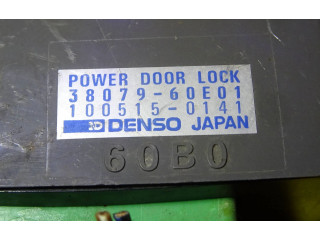 POWER DOOR LOCK
38079-60E01
100515-0141
DENSO JAPAN
60B0